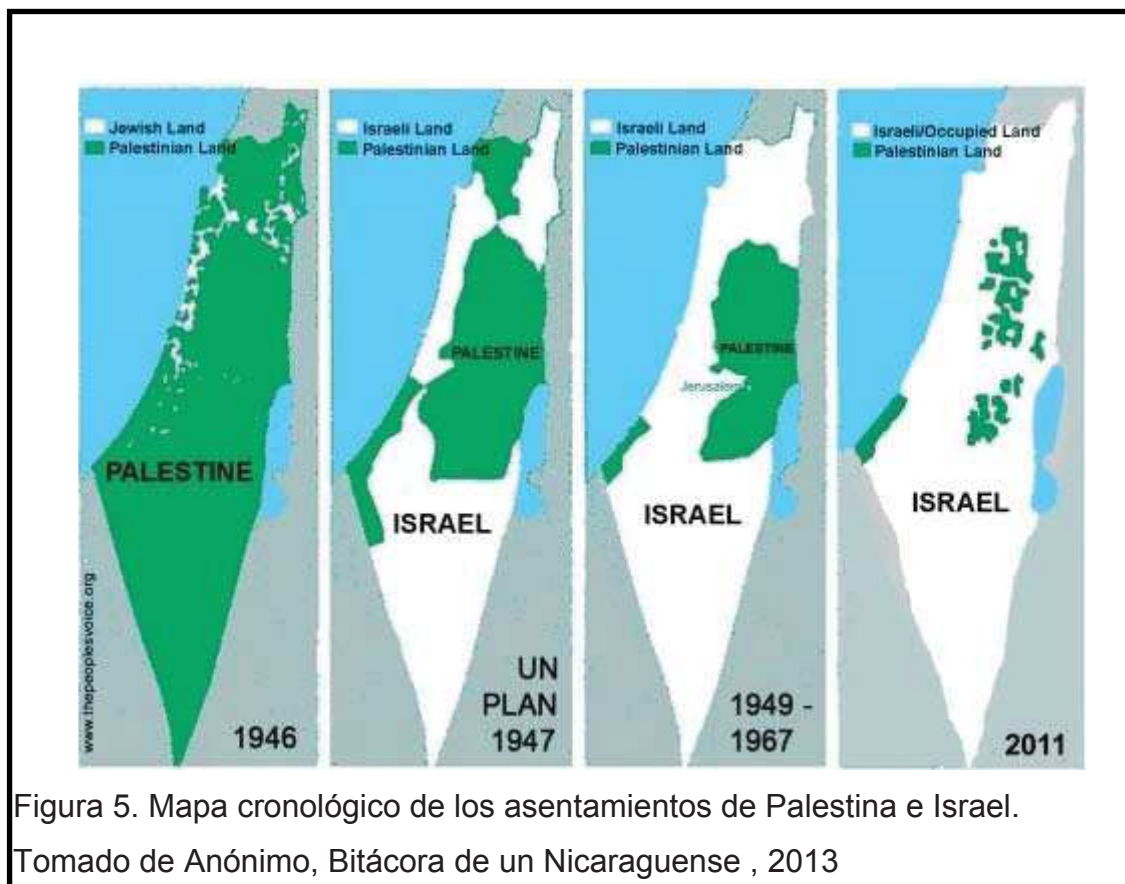 Jewish Land
Palestinian Land
PALESTINE
www.thepeoplesvoice.org
1946
Israeli Land
Palestinian Land
PALESTINE
ISRAEL
UN
PLAN
1947
Israeli Land
Palestinian Land
PALESTINE
Jerusalem
ISRAEL
1949 -
1967
Israeli/Occupied Land
Palestinian Land
ISRAEL
2011
Figura 5. Mapa cronológico de los asentamientos de Palestina e Israel.
Tomado de Anónimo, Bitácora de un Nicaraguense , 2013